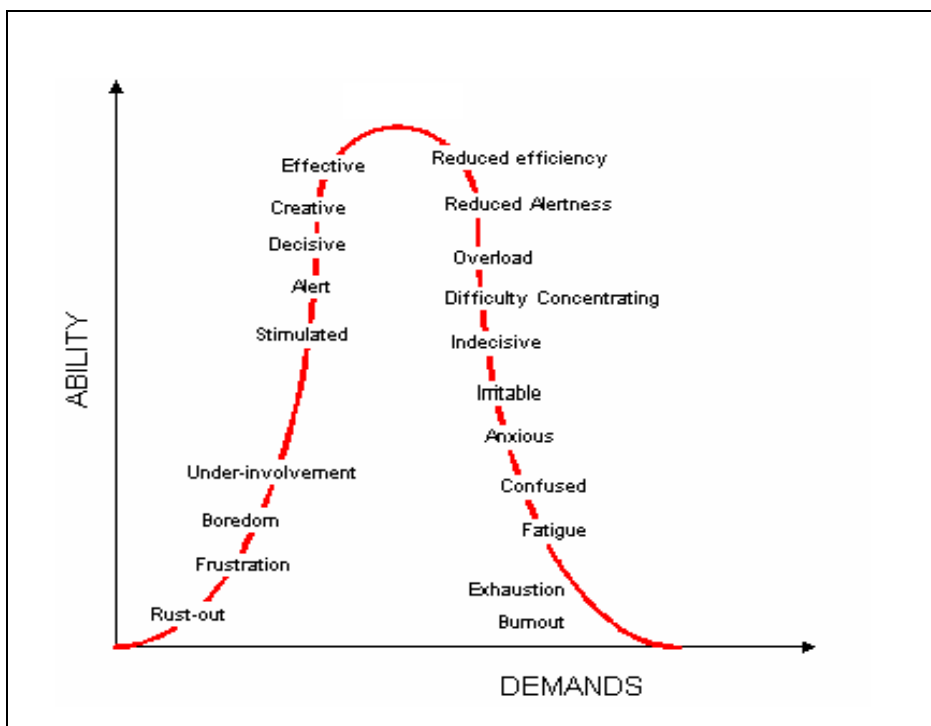 Effective
Reduced efficiency
Creative
Reduced Alertness
Decisive
Overload
Alert
Difficulty Concentrating
Stimulated
Indecisive
ABILITY
Irritable
Anxious
Under-involvement
Confused
Boredom
Fatigue
Frustration
Exhaustion
Rust-out
Burnout
DEMANDS